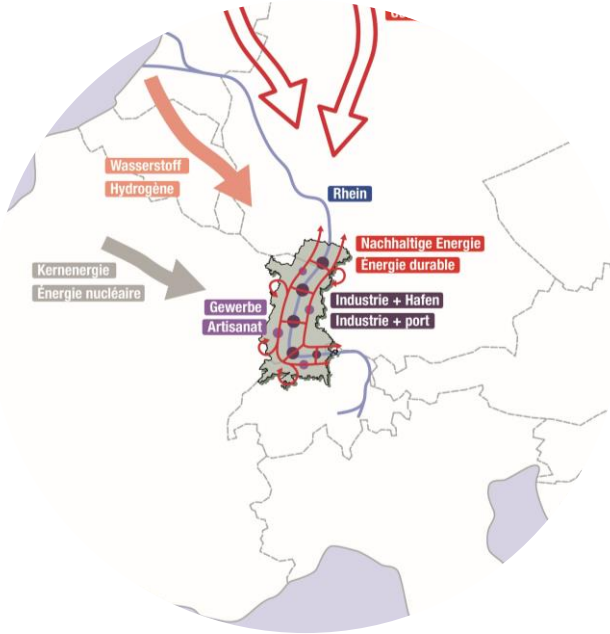 Wasserstoff
Hydrogène
Rhein
Nachhaltige Energie
Énergie durable
Kernenergie
Énergie nucléaire
Gewerbe
Artisanat
Industrie + Hafen
Industrie + port